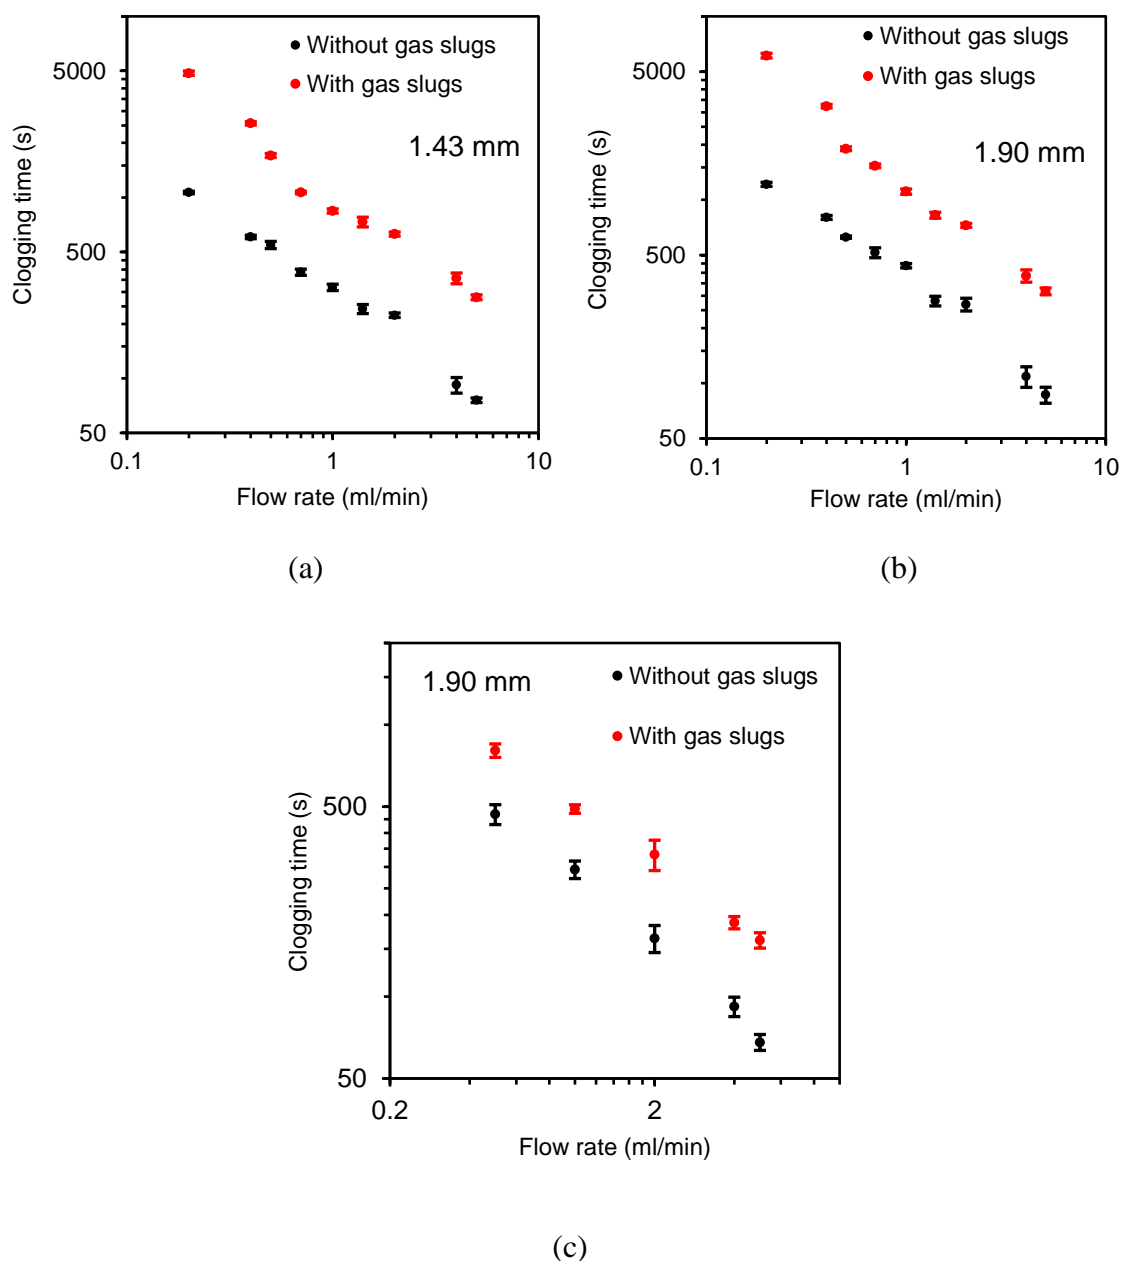 Without gas slugs
With gas slugs
1.43 mm
Clogging time (s)
5000
500
50
0.1
1
10
Flow rate (ml/min)
(a)
Without gas slugs
With gas slugs
1.90 mm
Clogging time (s)
5000
500
50
0.1
1
10
Flow rate (ml/min)
(b)
1.90 mm
Without gas slugs
With gas slugs
Clogging time (s)
500
50
0.2
2
Flow rate (ml/min)
(c)